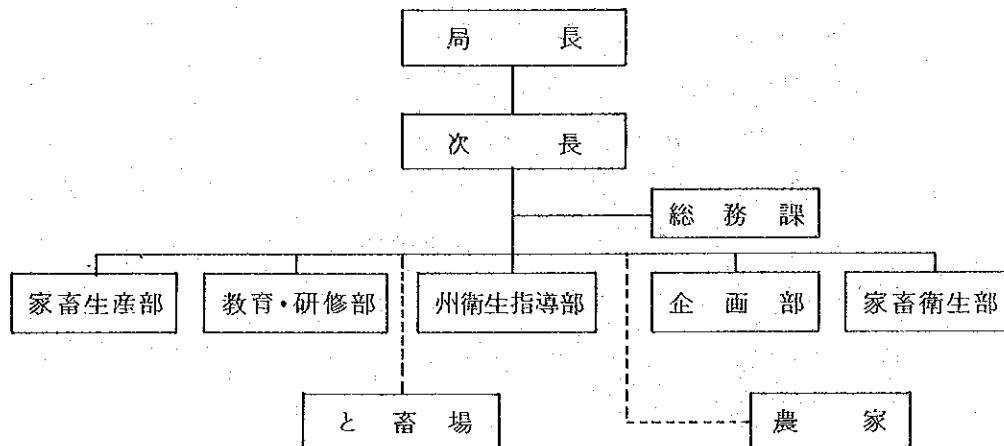 局長
次長
総務課
家畜生産部
教育・研修部
州衛生指導部
企画部
家畜衛生部
と畜場
農家